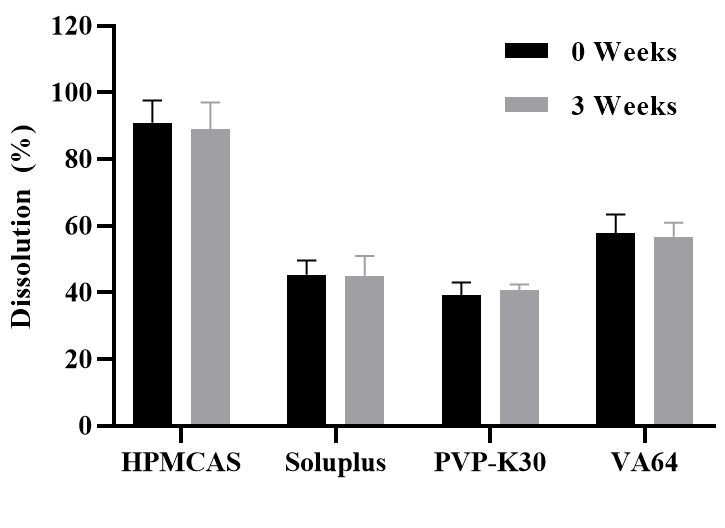 120
100
80
60
40
20
0
Dissolution (%)
0 Weeks
3 Weeks
HPMCAS
Soluplus
PVP-K30
VA64